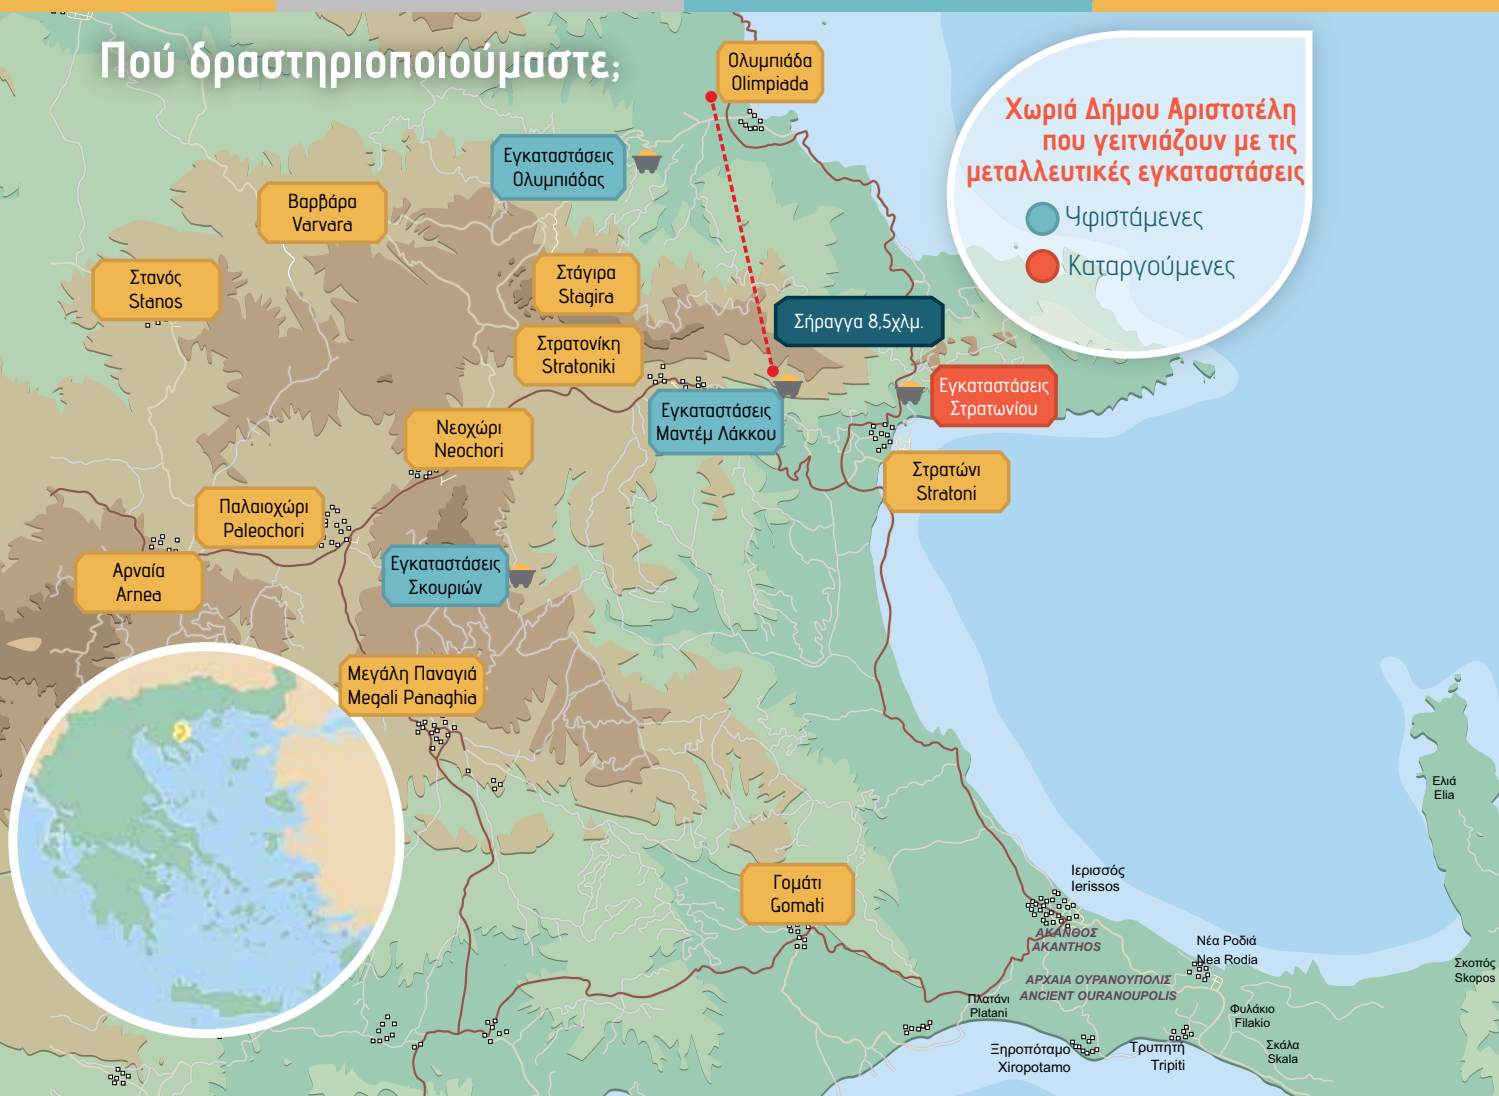 Πού δραστηριοποιούμαστε;
Ολυμπιάδα
Olimpiada
Χωριά Δήμου Αριστοτέλη
που γειτνιάζουν με τις
μεταλλευτικές εγκαταστάσεις
Υφιστάμενες
Καταργούμενες
Εγκαταστάσεις
Ολυμπιάδας
Βαρβάρα
Varvara
Στανός
Stanos
Στάγιρα
Stagira
Σήραγγα 8,5χλμ.
Στρατονίκη
Stratoniki
Εγκαταστάσεις
Στρατωνίου
Εγκαταστάσεις
Μαντέμ Λάκκου
Νεοχώρι
Neochori
Στρατώνι
Stratoni
Παλαιοχώρι
Paleochori
Αρναία
Arnea
Εγκαταστάσεις
Σκουριών
Μεγάλη Παναγιά
Megali Panaghia
Ελιά
Elia
Γομάτι
Gomati
Ιερισσός
Ierissos
ΑΚΑΝΘΟΣ
AKANTHOS
Νέα Ροδιά
Nea Rodia
Σκοπός
Skopos
ΑΡΧΑΙΑ ΟΥΡΑΝΟΥΠΟΛΙΣ
ANCIENT OURANOUPOLIS
Πλατάνι
Platani
Φυλάκιο
Filakio
Ξηροπόταμο
Xiropotamo
Τρυπητή
Tripiti
Σκάλα
Skala